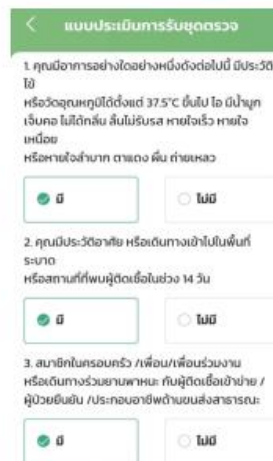 แบบประเมินการรับชุดตรวจ
1. คุณมีอาการอย่างใดอย่างหนึ่งดังต่อไปนี้ มีประวัติ
ไข้
หรือวัดอุณหภูมิได้ตั้งแต่ 37.5°C ขึ้นไป ไอ มีน้ำมูก
เจ็บคอ ไม่ได้กลิ่น ลิ้นไม่รับรส หายใจเร็ว หายใจ
เหนื่อย
หรือหายใจลำบาก ตาแดง ผื่น ถ่ายเหลว
มี ไม่มี
2. คุณมีประวัติอาศัย หรือเดินทางเข้าไปในพื้นที่
ระบาด
หรือสถานที่ที่พบผู้ติดเชื้อในช่วง 14 วัน
มี ไม่มี
3. สมาชิกในครอบครัว /เพื่อน/เพื่อนร่วมงาน
หรือเดินทางร่วมยานพาหนะ กับผู้ติดเชื้อเข้าข่าย /
ผู้ป่วยยืนยัน /ประกอบอาชีพด้านขนส่งสาธารณะ
มี ไม่มี